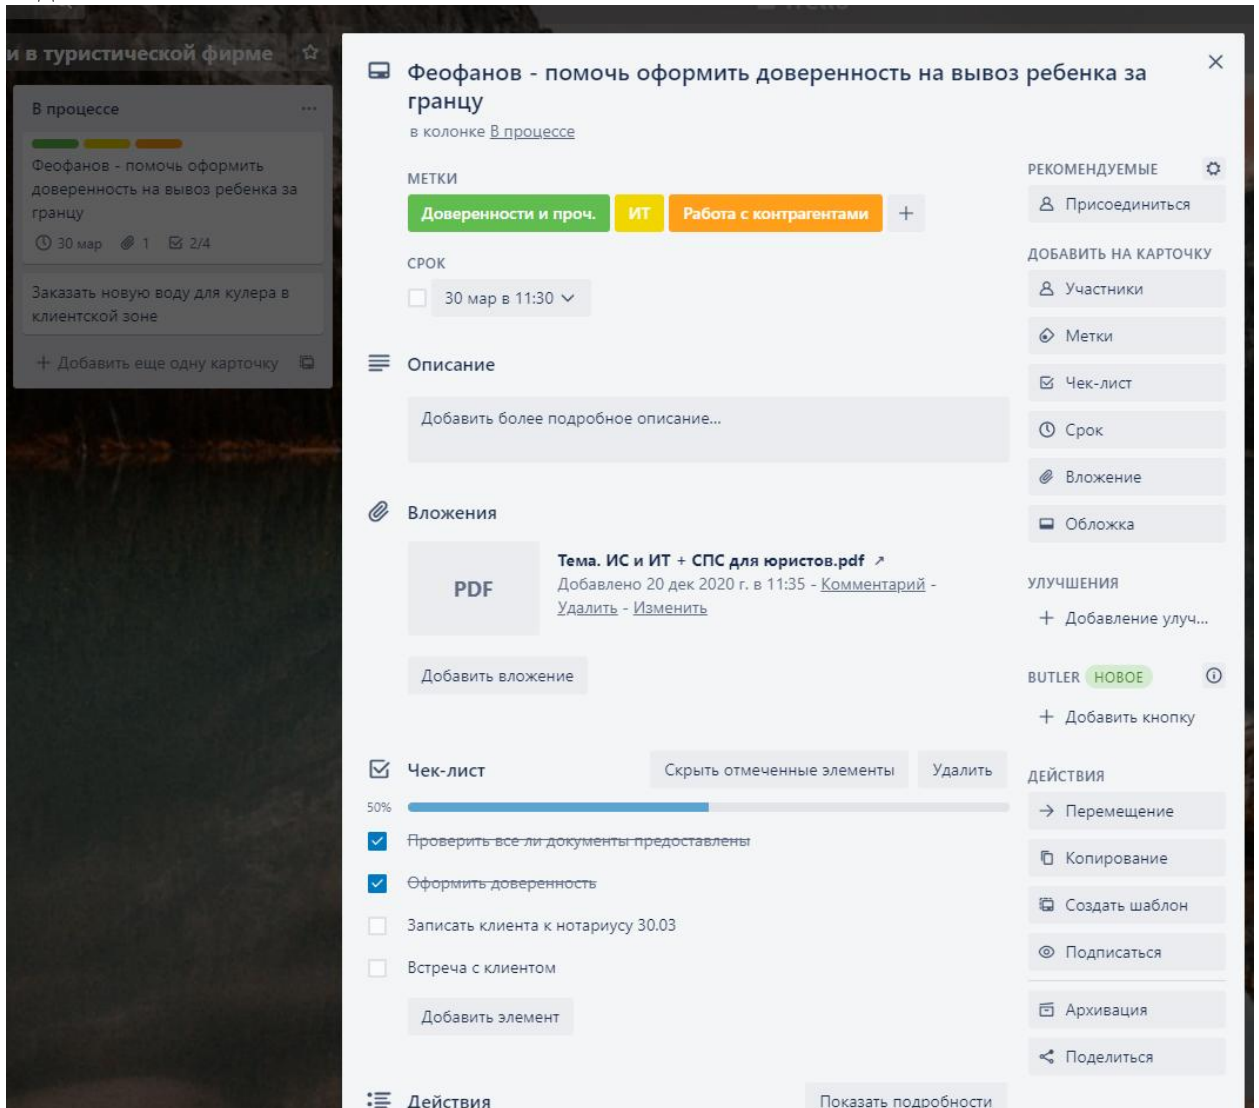 Trello
и в туристической фирме
В процессе
Феофанов - помочь оформить
доверенность на вывоз ребенка за
гранцу
30 мар 1 2/4
Заказать новую воду для кулера в
клиентской зоне
+ Добавить еще одну карточку
Феофанов - помочь оформить доверенность на вывоз ребенка за
гранцу
в колонке В процессе
МЕТКИ
Доверенности и проч. ИТ Работа с контрагентами +
СРОК
30 мар в 11:30
Описание
Добавить более подробное описание...
Вложения
PDF
Тема. ИС и ИТ + СПС для юристов.pdf ↗
Добавлено 20 дек 2020 г. в 11:35 - Комментарий -
Удалить - Изменить
Добавить вложение
Чек-лист Скрыть отмеченные элементы Удалить
50%
Проверить все ли документы предоставлены
Оформить доверенность
Записать клиента к нотариусу 30.03
Встреча с клиентом
Добавить элемент
Действия Показать подробности
РЕКОМЕНДУЕМЫЕ
Присоединиться
ДОБАВИТЬ НА КАРТОЧКУ
Участники
Метки
Чек-лист
Срок
Вложение
Обложка
УЛУЧШЕНИЯ
+ Добавление улуч...
BUTLER НОВОЕ
+ Добавить кнопку
ДЕЙСТВИЯ
Перемещение
Копирование
Создать шаблон
Подписаться
Архивация
Поделиться